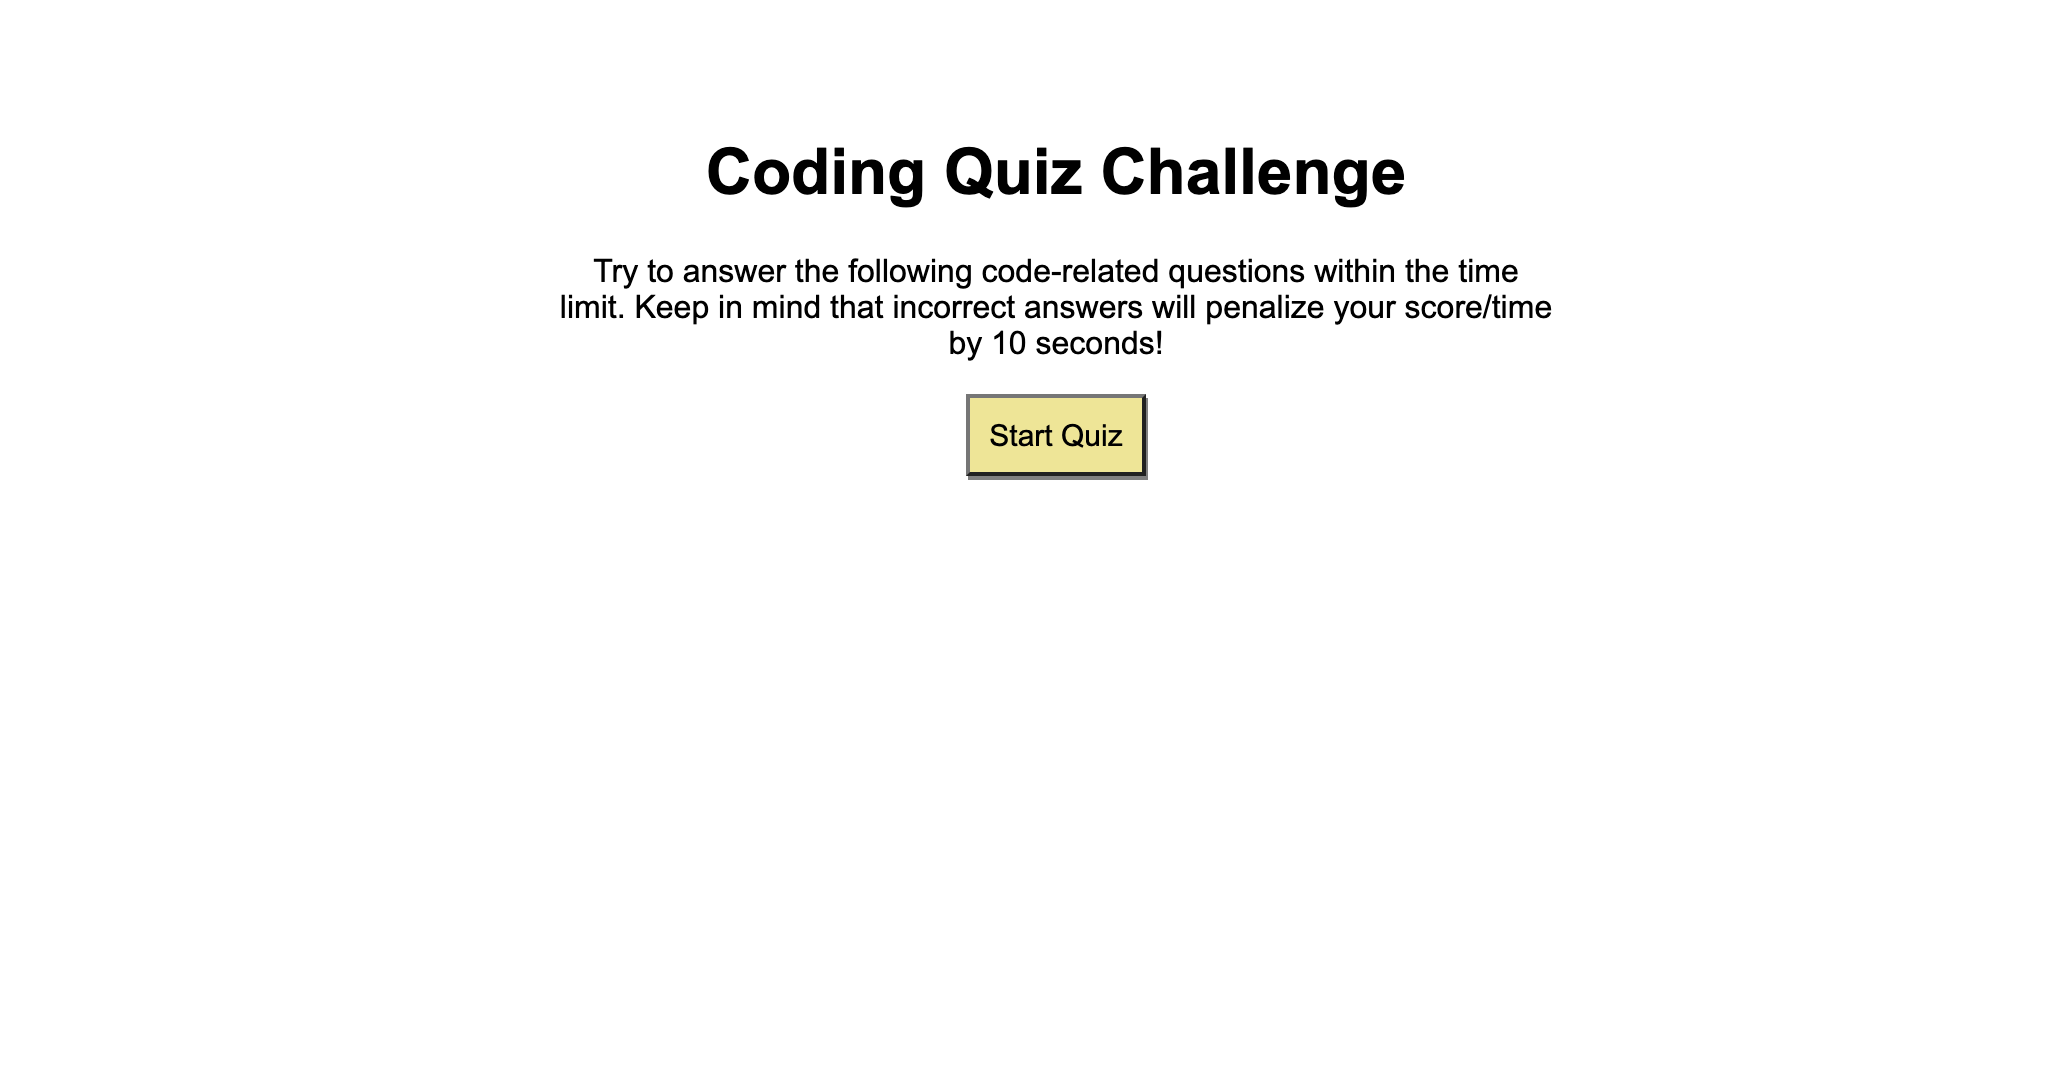 Coding Quiz Challenge
Try to answer the following code-related questions within the time
limit. Keep in mind that incorrect answers will penalize your score/time
by 10 seconds!
Start Quiz